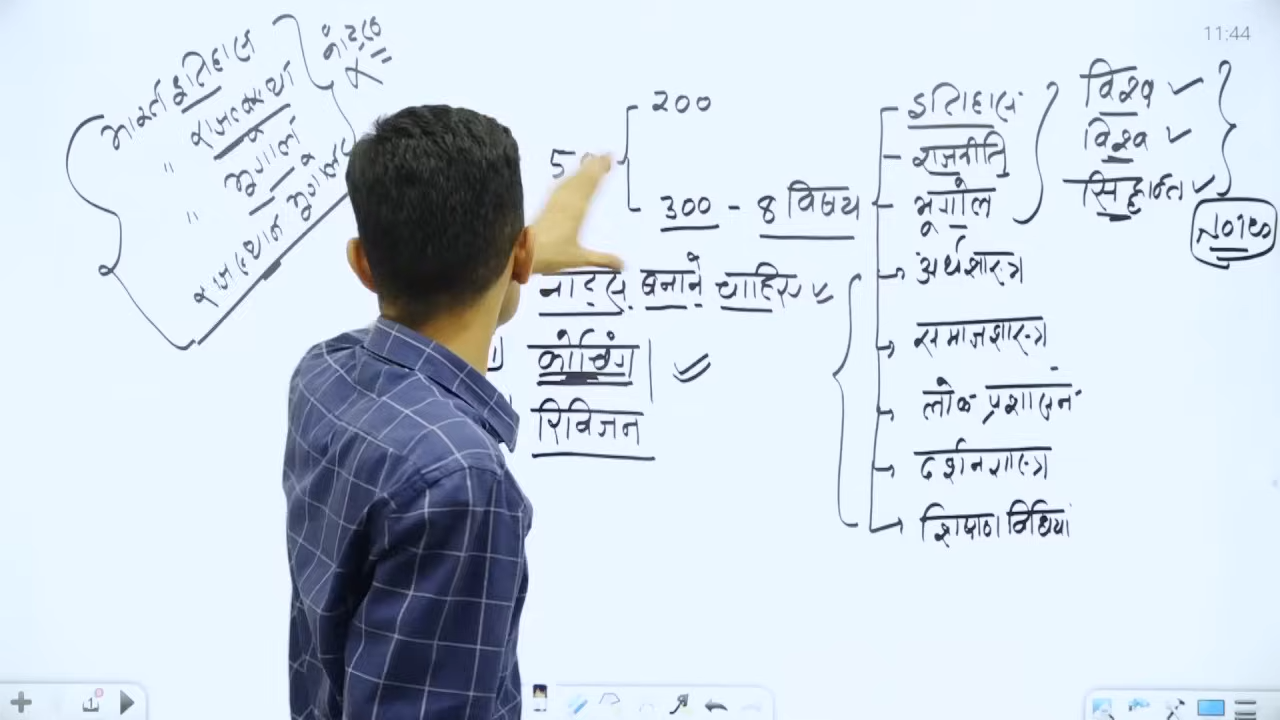 11:44
भारत इतिहास
" राजव्यवस्था
" भूगोल
राजस्थान भूगोल
नोट्स
X
200
300 - 8 विषय
नोट्स बनाने चाहिए
कोचिंग
रिविजन
इतिहास
राजनीति
भूगोल
अर्थशास्त्र
समाजशास्त्र
लोक प्रशासन
दर्शनशास्त्र
शिक्षण विधियां
विश्व
विश्व
सिद्धान्त
Notes